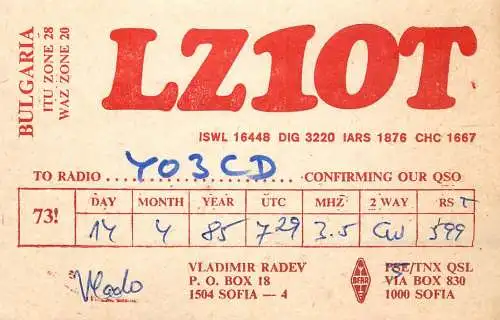 BULGARIA
ITU ZONE 28
WAZ ZONE 20
LZ1OT
ISWL 16448 DIG 3220 IARS 1876 CHC 1667
TO RADIO YO3CD CONFIRMING OUR QSO
73! DAY MONTH YEAR UTC MHZ 2 WAY RST
14 4 85 7 29 3.5 CW 599
Vlado
VLADIMIR RADEV
P. O. BOX 18
1504 SOFIA — 4
PSE/TNX QSL
VIA BOX 830
1000 SOFIA